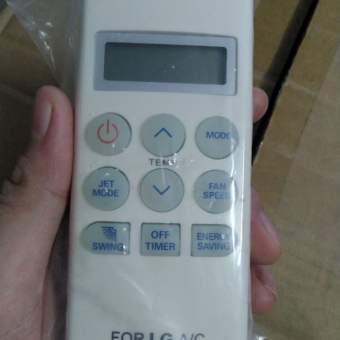 MODE
TEMP
JET
MODE
FAN
SPEED
SWING
OFF
TIMER
ENERGY
SAVING
FOR LG A/C